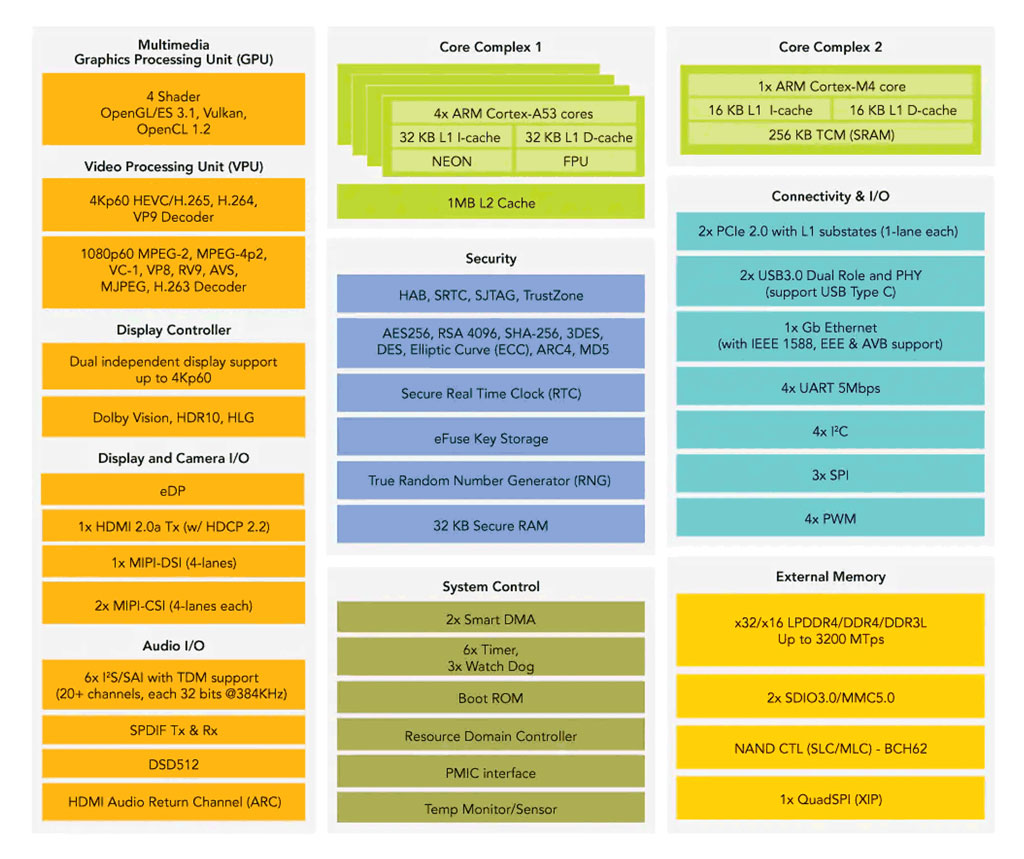 Multimedia
Graphics Processing Unit (GPU)
4 Shader
OpenGL/ES 3.1, Vulkan,
OpenCL 1.2
Video Processing Unit (VPU)
4Kp60 HEVC/H.265, H.264,
VP9 Decoder
1080p60 MPEG-2, MPEG-4p2,
VC-1, VP8, RV9, AVS,
MJPEG, H.263 Decoder
Display Controller
Dual independent display support
up to 4Kp60
Dolby Vision, HDR10, HLG
Display and Camera I/O
eDP
1x HDMI 2.0a Tx (w/ HDCP 2.2)
1x MIPI-DSI (4-lanes)
2x MIPI-CSI (4-lanes each)
Audio I/O
6x I²S/SAI with TDM support
(20+ channels, each 32 bits @384KHz)
SPDIF Tx & Rx
DSD512
HDMI Audio Return Channel (ARC)
Core Complex 1
4x ARM Cortex-A53 cores
32 KB L1 I-cache
32 KB L1 D-cache
NEON
FPU
1MB L2 Cache
Security
HAB, SRTC, SJTAG, TrustZone
AES256, RSA 4096, SHA-256, 3DES,
DES, Elliptic Curve (ECC), ARC4, MD5
Secure Real Time Clock (RTC)
eFuse Key Storage
True Random Number Generator (RNG)
32 KB Secure RAM
System Control
2x Smart DMA
6x Timer,
3x Watch Dog
Boot ROM
Resource Domain Controller
PMIC interface
Temp Monitor/Sensor
Core Complex 2
1x ARM Cortex-M4 core
16 KB L1 I-cache
16 KB L1 D-cache
256 KB TCM (SRAM)
Connectivity & I/O
2x PCIe 2.0 with L1 substates (1-lane each)
2x USB3.0 Dual Role and PHY
(support USB Type C)
1x Gb Ethernet
(with IEEE 1588, EEE & AVB support)
4x UART 5Mbps
4x I²C
3x SPI
4x PWM
External Memory
x32/x16 LPDDR4/DDR4/DDR3L
Up to 3200 MTps
2x SDIO3.0/MMC5.0
NAND CTL (SLC/MLC) - BCH62
1x QuadSPI (XIP)